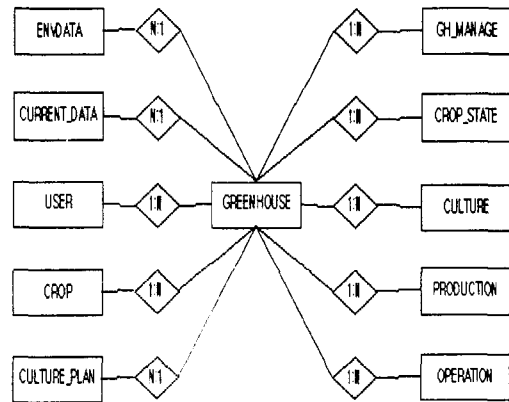 ENVDATA N:1 1:N GH_MANAGE
CURRENT_DATA N:1 1:N CROP_STATE
USER 1:N GREENHOUSE 1:N CULTURE
CROP 1:N 1:N PRODUCTION
CULTURE_PLAN N:1 1:N OPERATION